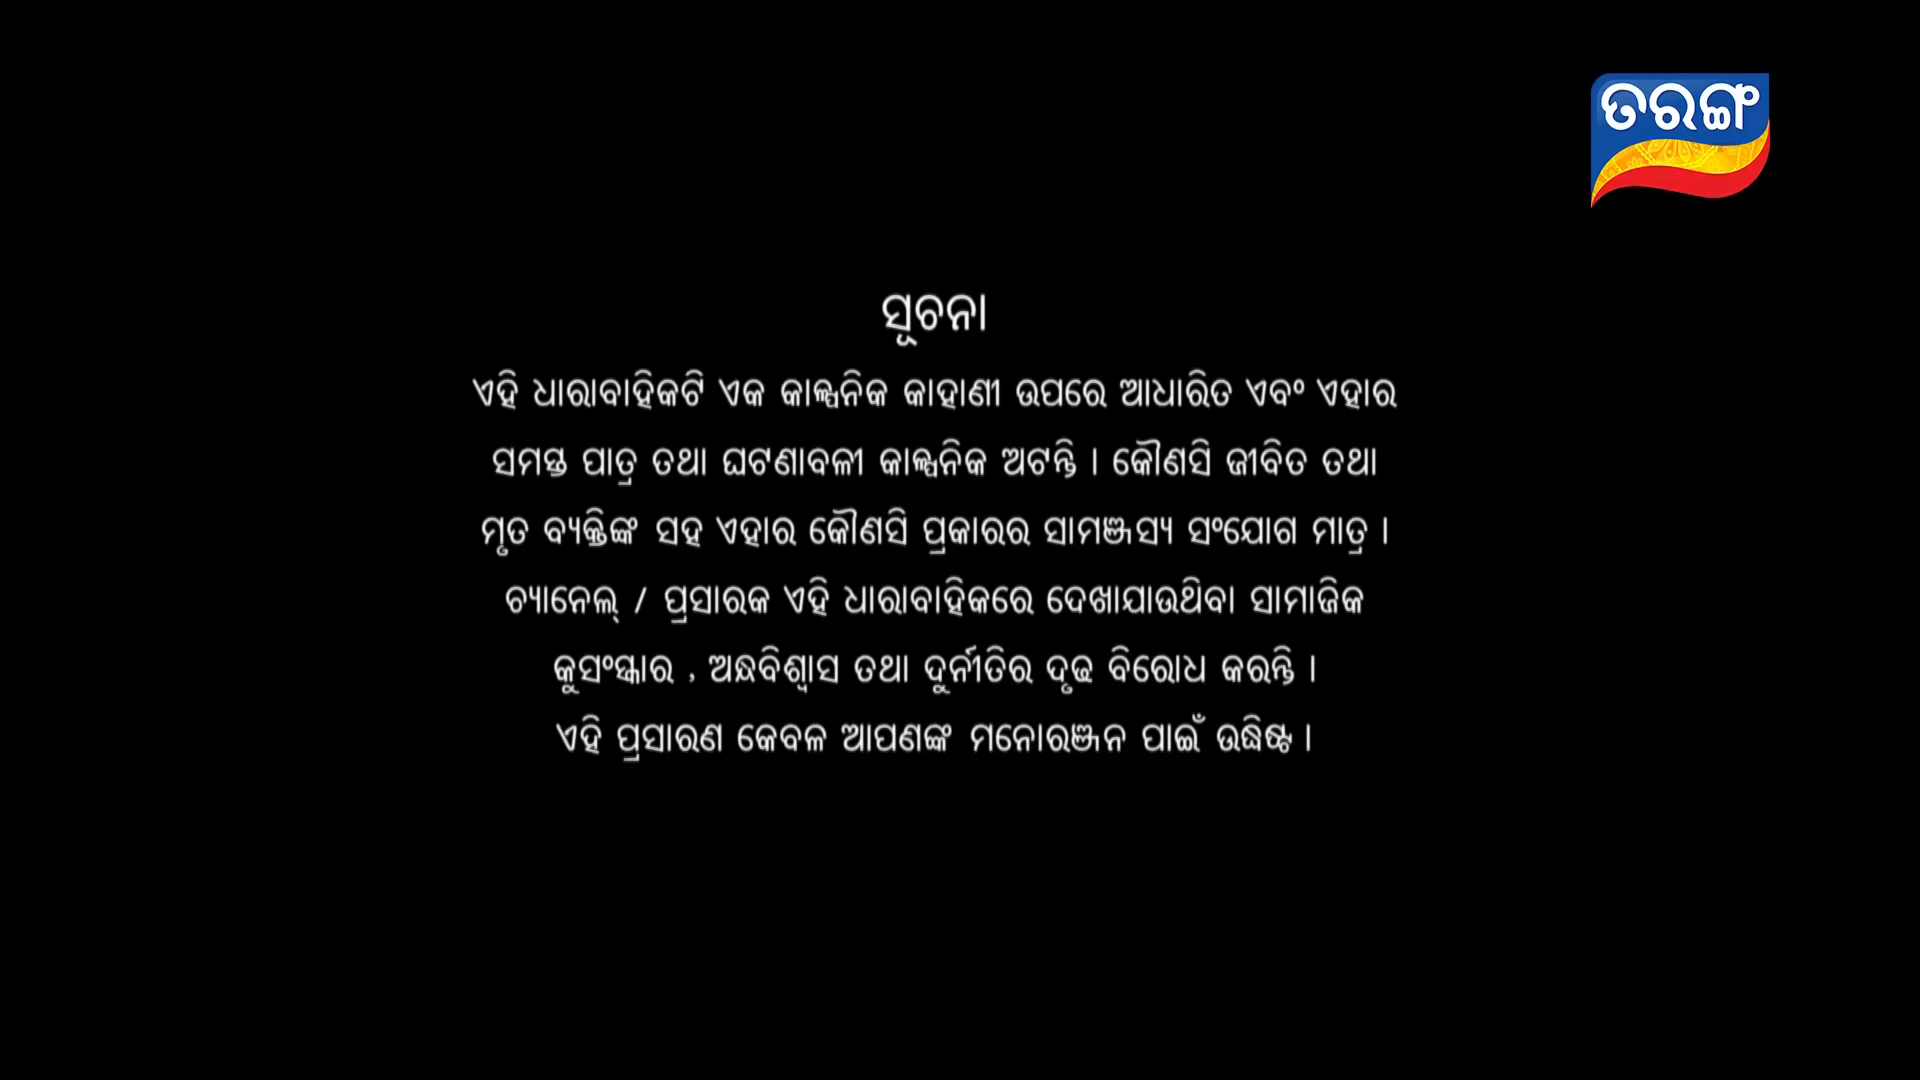 ତରଙ୍ଗ
ସୂଚନା
ଏହି ଧାରାବାହିକଟି ଏକ କାଳ୍ପନିକ କାହାଣୀ ଉପରେ ଆଧାରିତ ଏବଂ ଏହାର
ସମସ୍ତ ପାତ୍ର ତଥା ଘଟଣାବଳୀ କାଳ୍ପନିକ ଅଟନ୍ତି । କୌଣସି ଜୀବିତ ତଥା
ମୃତ ବ୍ୟକ୍ତିଙ୍କ ସହ ଏହାର କୌଣସି ପ୍ରକାରର ସାମଞ୍ଜସ୍ୟ ସଂଯୋଗ ମାତ୍ର ।
ଚ୍ୟାନେଲ୍ / ପ୍ରସାରକ ଏହି ଧାରାବାହିକରେ ଦେଖାଯାଉଥିବା ସାମାଜିକ
କୁସଂସ୍କାର , ଅନ୍ଧବିଶ୍ୱାସ ତଥା ଦୁର୍ନୀତିର ଦୃଢ ବିରୋଧ କରନ୍ତି ।
ଏହି ପ୍ରସାରଣ କେବଳ ଆପଣଙ୍କ ମନୋରଞ୍ଜନ ପାଇଁ ଉଦ୍ଧିଷ୍ଟ ।